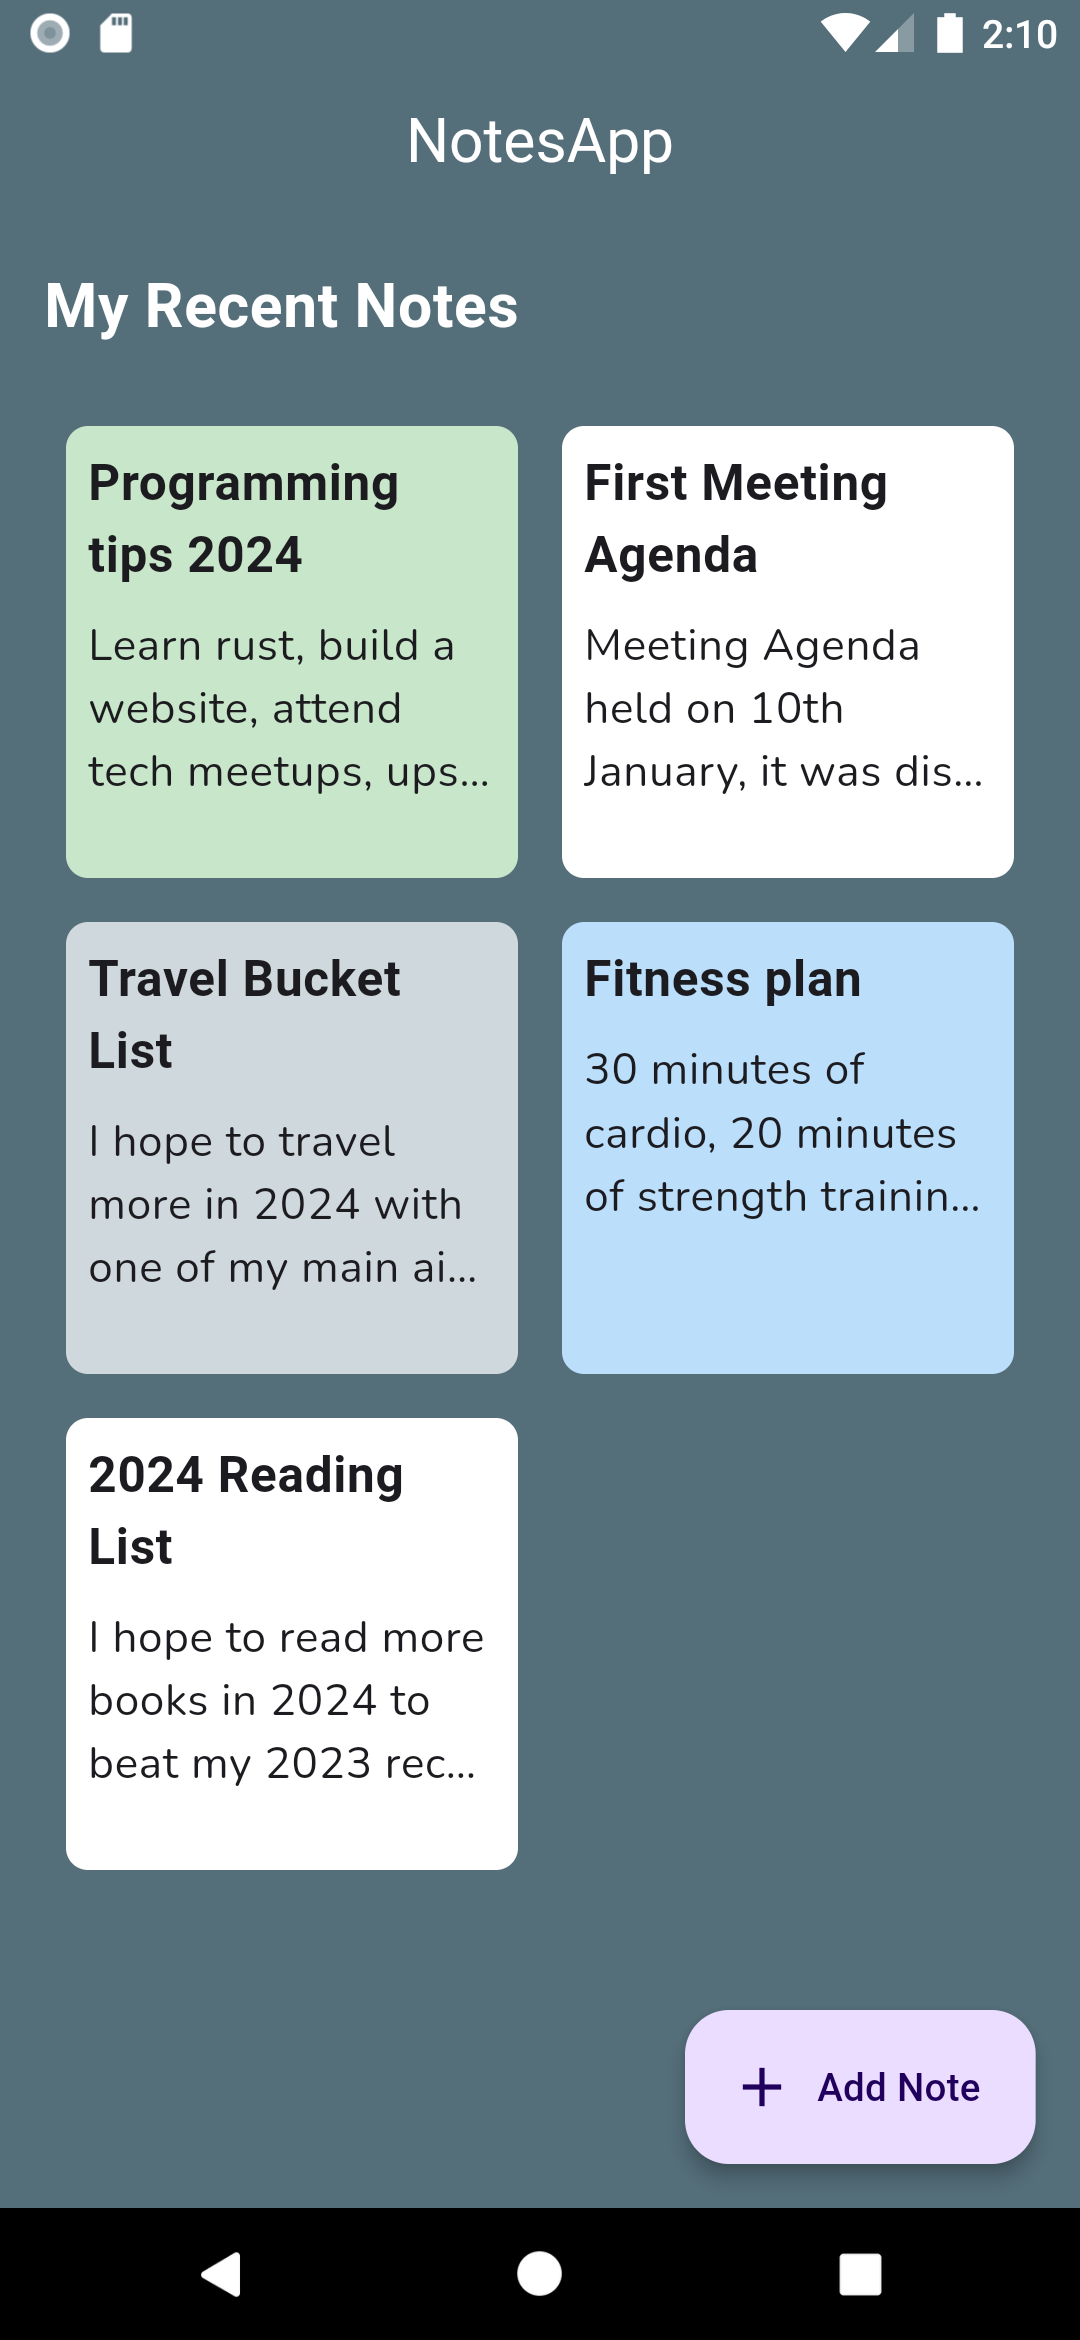 2:10
NotesApp
My Recent Notes
Programming
tips 2024
Learn rust, build a
website, attend
tech meetups, ups...
First Meeting
Agenda
Meeting Agenda
held on 10th
January, it was dis...
Travel Bucket
List
I hope to travel
more in 2024 with
one of my main ai...
Fitness plan
30 minutes of
cardio, 20 minutes
of strength trainin...
2024 Reading
List
I hope to read more
books in 2024 to
beat my 2023 rec...
Add Note